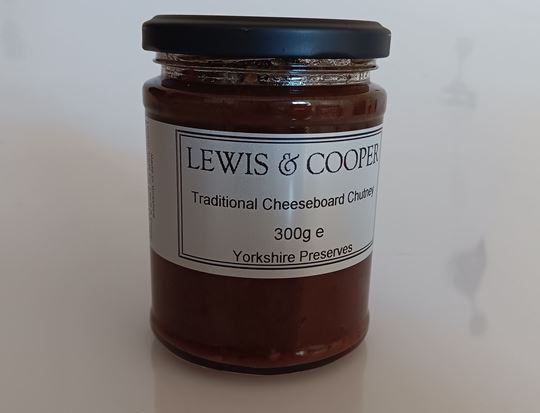 LEWIS & COOPER
Traditional Cheeseboard Chutney
300g e
Yorkshire Preserves